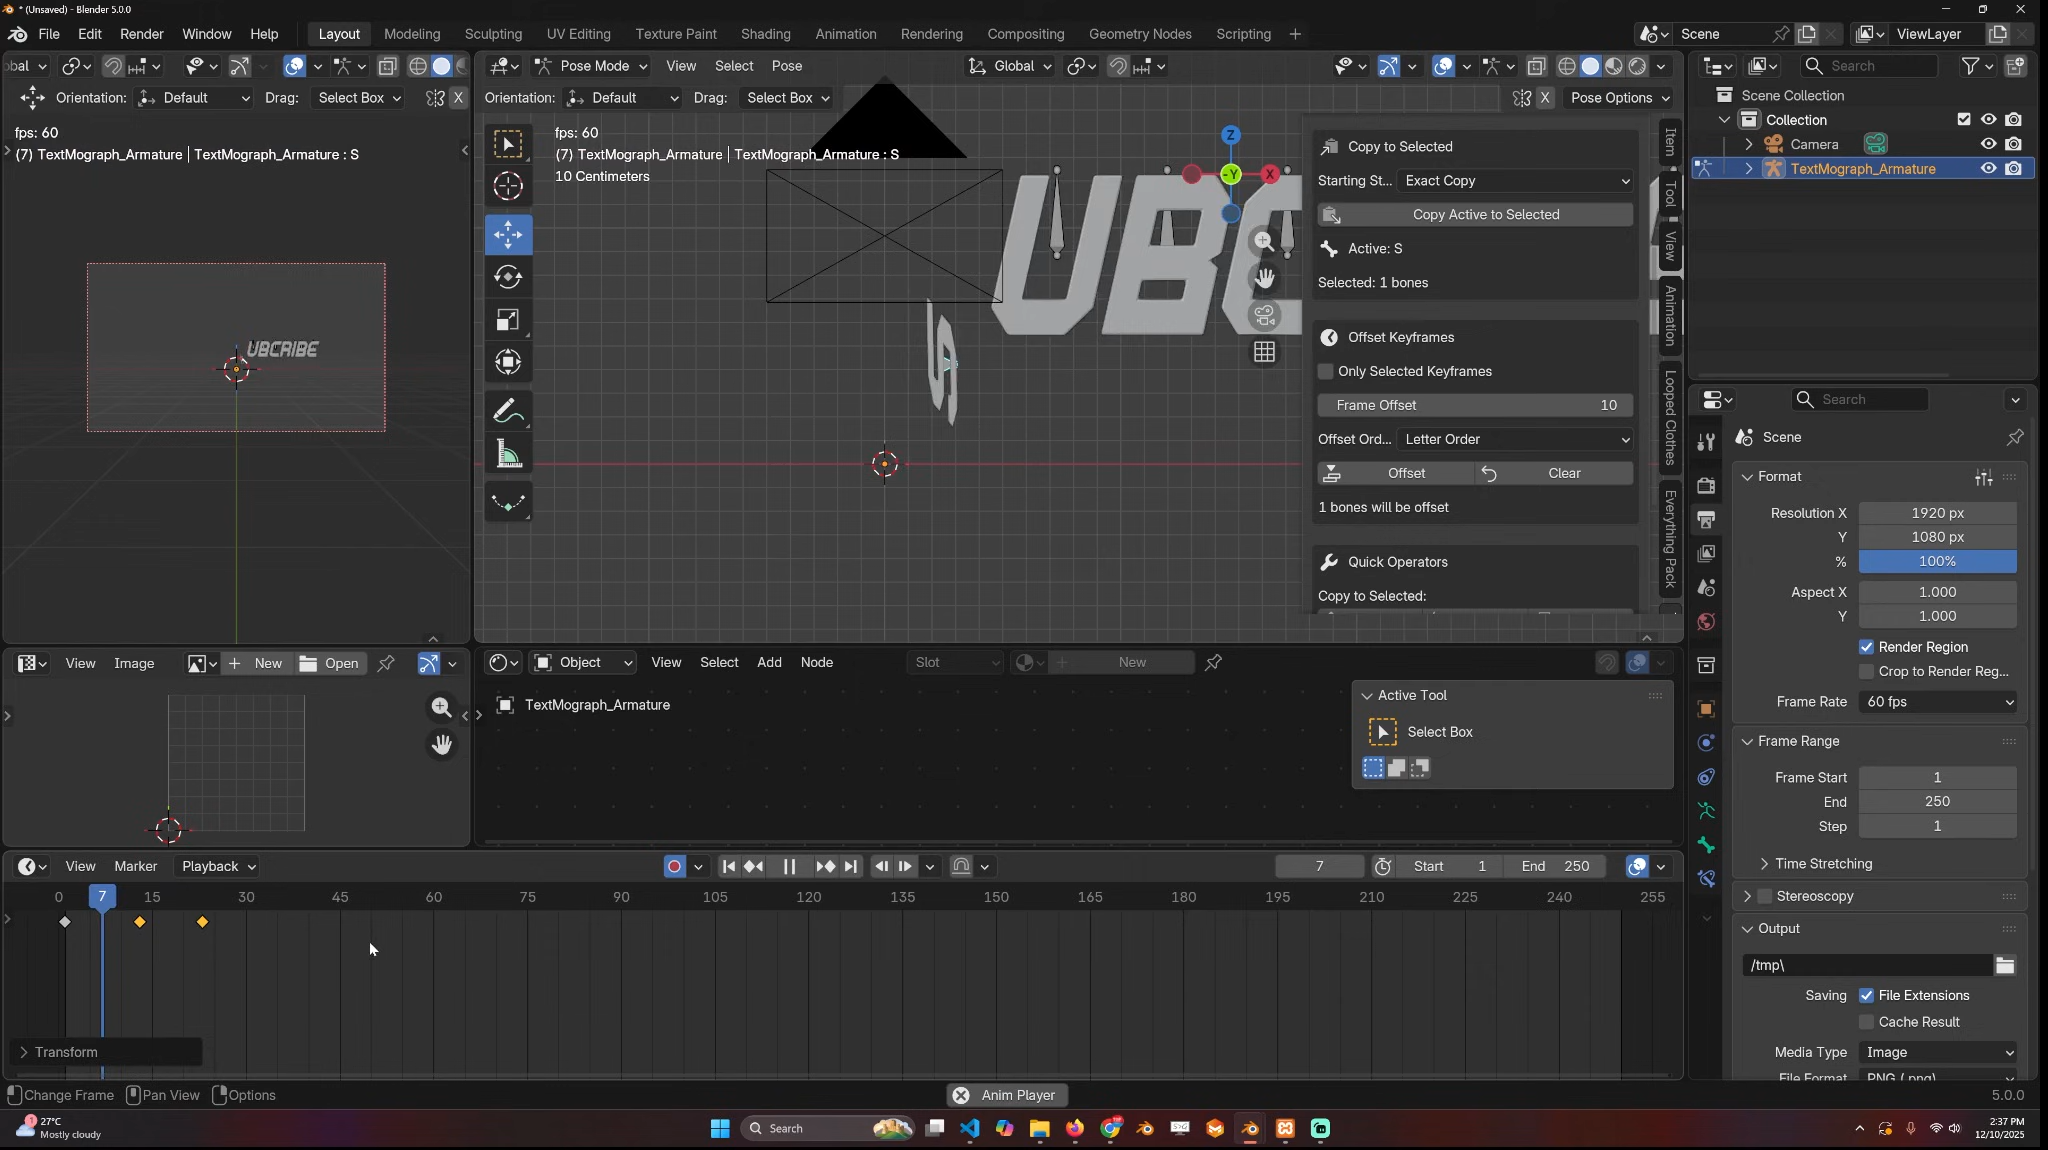 * (Unsaved) - Blender 5.0.0
File Edit Render Window Help
Layout Modeling Sculpting UV Editing Texture Paint Shading Animation Rendering Compositing Geometry Nodes Scripting
Scene ViewLayer
obal
Pose Mode View Select Pose Global
Search
Orientation: Default Drag: Select Box X
Orientation: Default Drag: Select Box X Pose Options
Scene Collection
Collection
Camera
TextMograph_Armature
fps: 60
(7) TextMograph_Armature | TextMograph_Armature : S
fps: 60
(7) TextMograph_Armature | TextMograph_Armature : S
10 Centimeters
UBCRIBE
UBC
S
Z
-Y
X
Copy to Selected
Starting St... Exact Copy
Copy Active to Selected
Active: S
Selected: 1 bones
Offset Keyframes
Only Selected Keyframes
Frame Offset 10
Offset Ord... Letter Order
Offset Clear
1 bones will be offset
Quick Operators
Copy to Selected:
Item
Tool
View
Animation
Looped Clothes
Everything Pack
Search
Scene
Format
Resolution X 1920 px
Y 1080 px
% 100%
Aspect X 1.000
Y 1.000
Render Region
Crop to Render Reg...
Frame Rate 60 fps
Frame Range
Frame Start 1
End 250
Step 1
Time Stretching
Stereoscopy
Output
/tmp\
Saving File Extensions
Cache Result
Media Type Image
File Format PNG (.png)
View Image New Open
Object View Select Add Node Slot New
TextMograph_Armature
Active Tool
Select Box
View Marker Playback 7 Start 1 End 250
0 7 15 30 45 60 75 90 105 120 135 150 165 180 195 210 225 240 255
Transform
Change Frame Pan View Options Anim Player 5.0.0
27°C
Mostly cloudy
Search
2:37 PM
12/10/2025